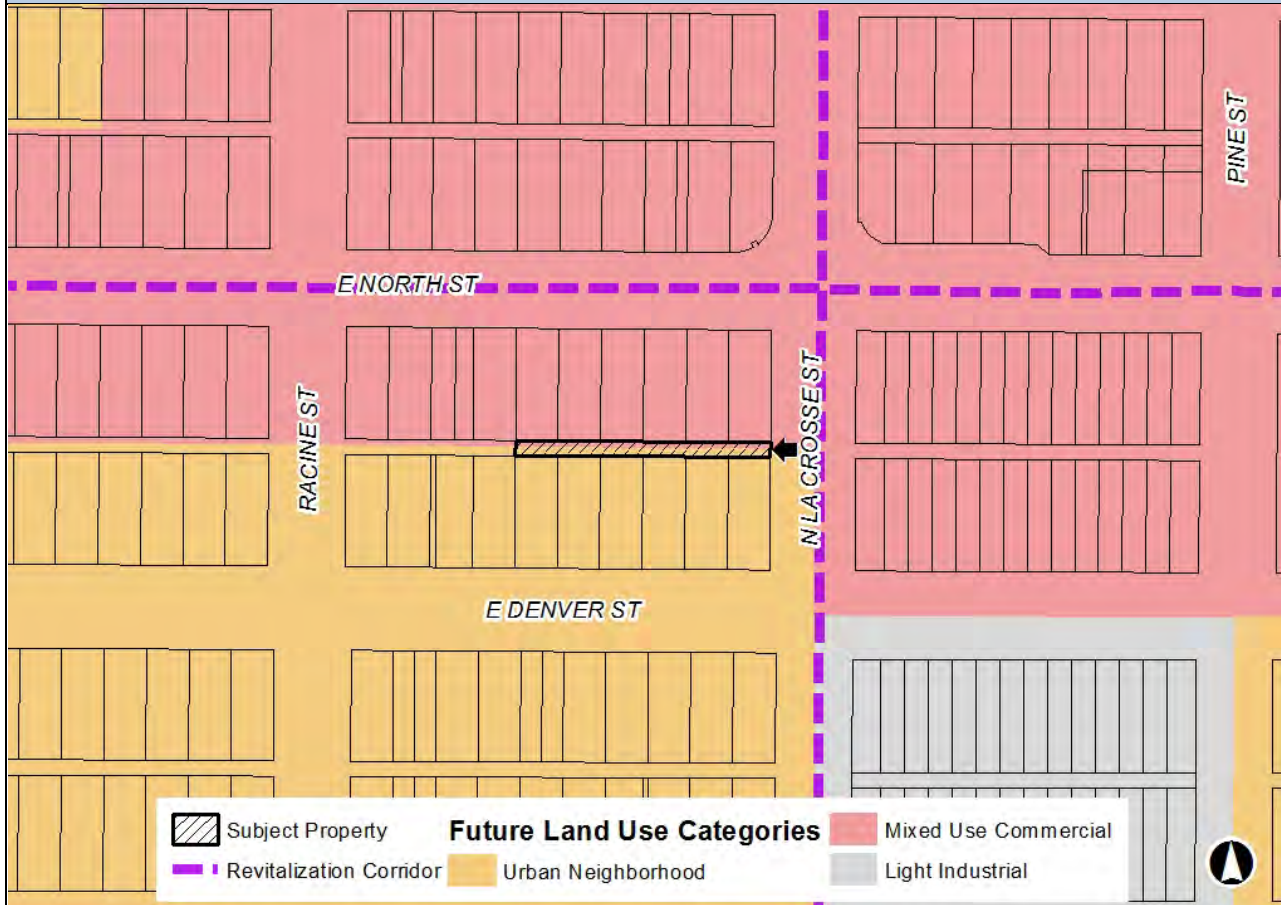 PINE ST
E NORTH ST
N LA CROSSE ST
RACINE ST
E DENVER ST
Subject Property
Future Land Use Categories
Mixed Use Commercial
Revitalization Corridor
Urban Neighborhood
Light Industrial